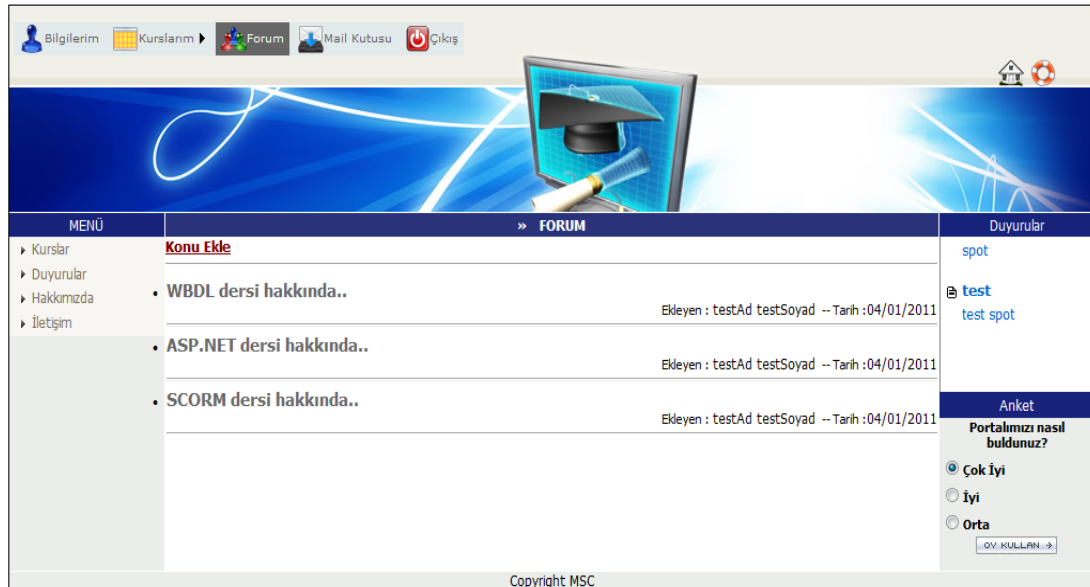 Bilgilerim Kurslarım Forum Mail Kutusu Çıkış
MENÜ
Kurslar
Duyurular
Hakkımızda
İletişim
» FORUM
Konu Ekle
WBDL dersi hakkında..
Ekleyen : testAd testSoyad -- Tarih :04/01/2011
ASP.NET dersi hakkında..
Ekleyen : testAd testSoyad -- Tarih :04/01/2011
SCORM dersi hakkında..
Ekleyen : testAd testSoyad -- Tarih :04/01/2011
Duyurular
spot
test
test spot
Anket
Portalımızı nasıl
buldunuz?
Çok İyi
İyi
Orta
OY KULLAN
Copyright MSC